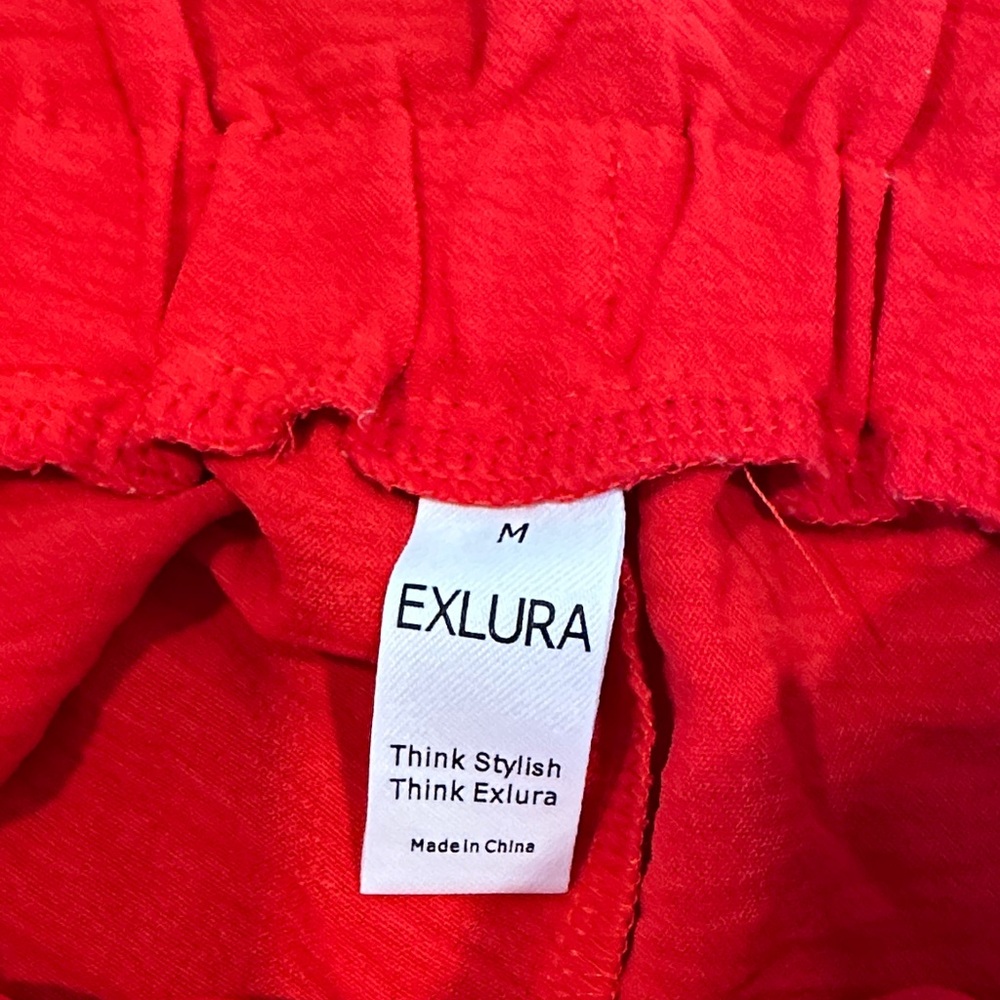 M
EXLURA
Think Stylish
Think Exlura
Made In China